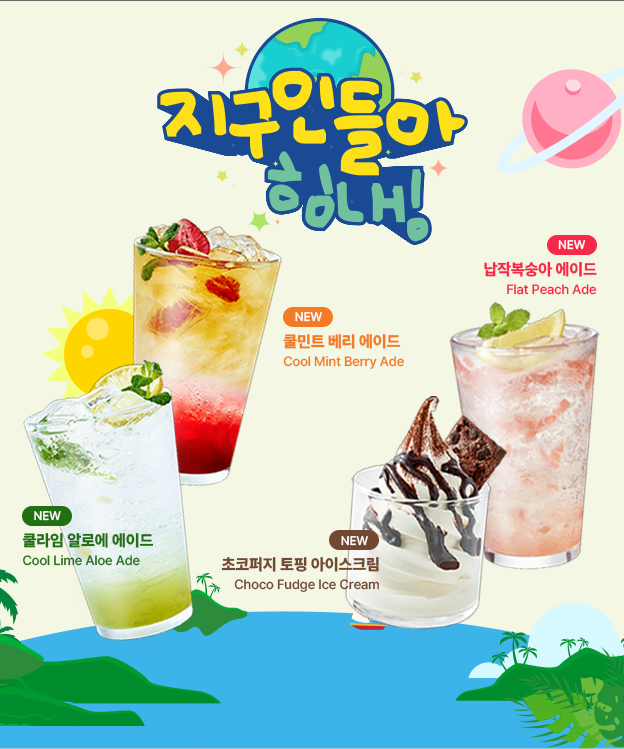 지구인들아
힘내링
NEW
납작복숭아 에이드
Flat Peach Ade
NEW
쿨민트 베리 에이드
Cool Mint Berry Ade
NEW
쿨라임 알로에 에이드
Cool Lime Aloe Ade
NEW
초코퍼지 토핑 아이스크림
Choco Fudge Ice Cream